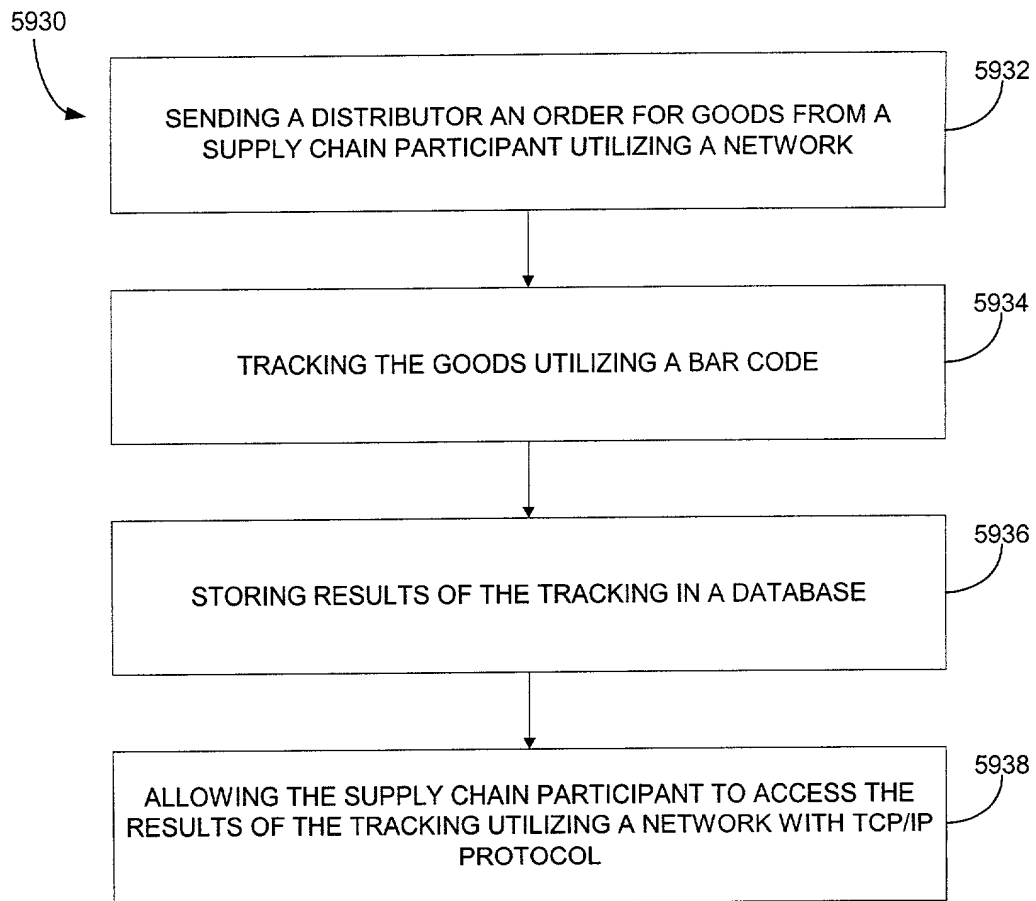 5930
5932
SENDING A DISTRIBUTOR AN ORDER FOR GOODS FROM A
SUPPLY CHAIN PARTICIPANT UTILIZING A NETWORK
5934
TRACKING THE GOODS UTILIZING A BAR CODE
5936
STORING RESULTS OF THE TRACKING IN A DATABASE
5938
ALLOWING THE SUPPLY CHAIN PARTICIPANT TO ACCESS THE
RESULTS OF THE TRACKING UTILIZING A NETWORK WITH TCP/IP
PROTOCOL